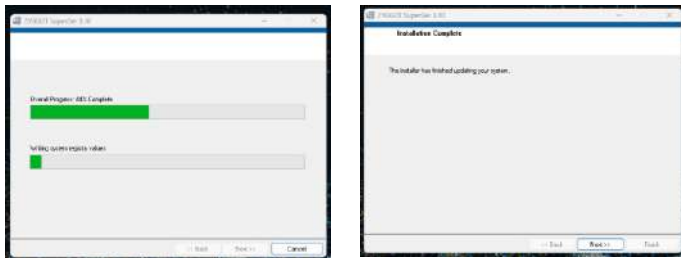 Overall Progress: 44% Complete
Writing system registry values
<< Back
Next >>
Cancel
Installation Complete
The installer has finished updating your system.
<< Back
Next >>
Finish